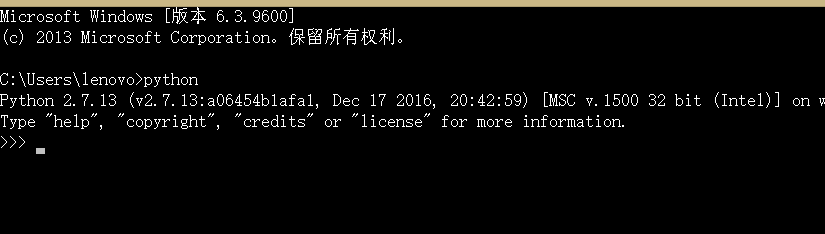 Microsoft Windows [版本 6.3.9600]
(c) 2013 Microsoft Corporation。保留所有权利。
C:\Users\lenovo>python
Python 2.7.13 (v2.7.13:a06454b1afa1, Dec 17 2016, 20:42:59) [MSC v.1500 32 bit (Intel)] on w
Type "help", "copyright", "credits" or "license" for more information.
>>>